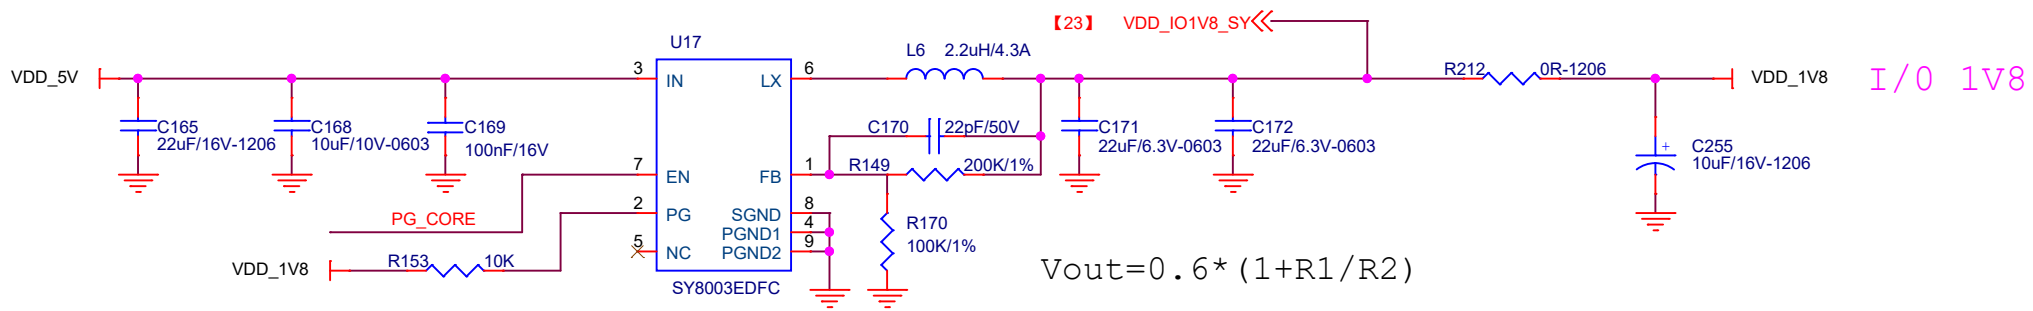 【23】 VDD_IO1V8_SY
U17
L6 2.2uH/4.3A
VDD_5V
3
IN
LX
6
R212
0R-1206
VDD_1V8
I/O 1V8
C165
22uF/16V-1206
C168
10uF/10V-0603
C169
100nF/16V
C170
22pF/50V
C171
22uF/6.3V-0603
C172
22uF/6.3V-0603
+
C255
10uF/16V-1206
7
EN
FB
1
R149
200K/1%
PG_CORE
2
PG
SGND
8
PGND1
4
5
NC
PGND2
9
R170
100K/1%
VDD_1V8
R153
10K
SY8003EDFC
Vout=0.6*(1+R1/R2)